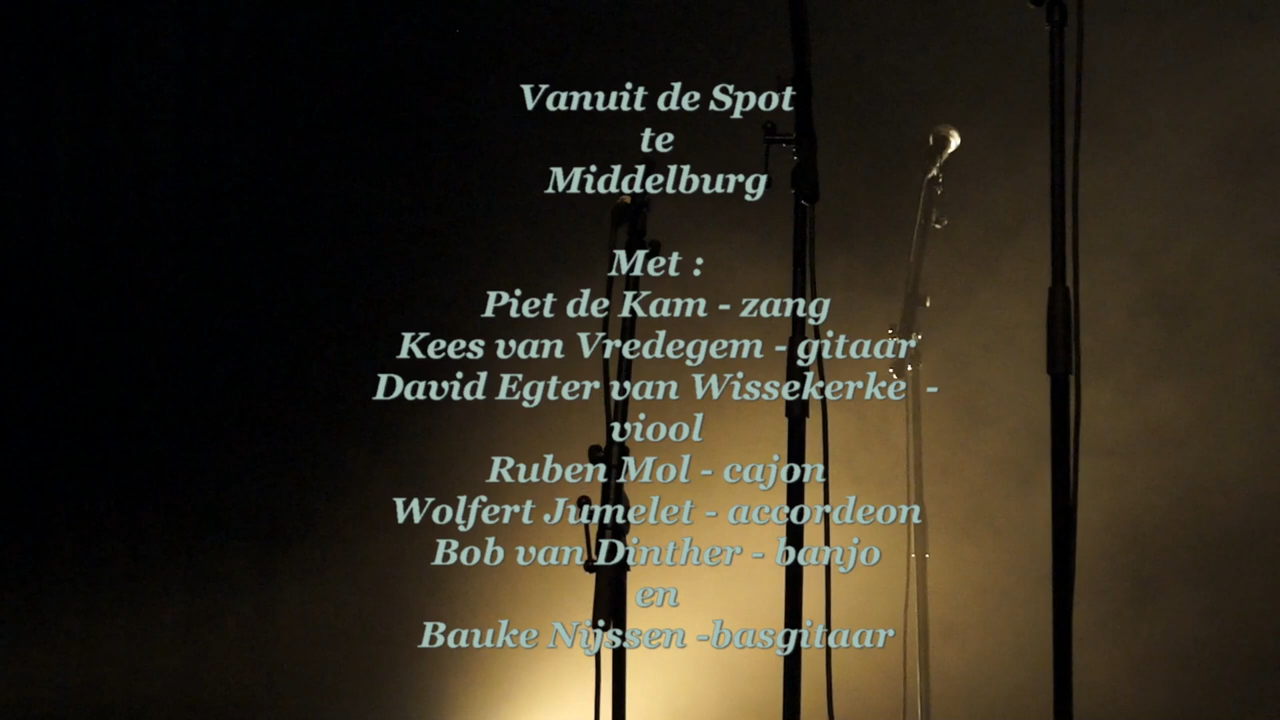 Vanuit de Spot
te
Middelburg
Met :
Piet de Kam - zang
Kees van Vredegem - gitaar
David Egter van Wissekerke -
viool
Ruben Mol - cajon
Wolfert Jumelet - accordeon
Bob van Dinther - banjo
en
Bauke Nijssen -basgitaar